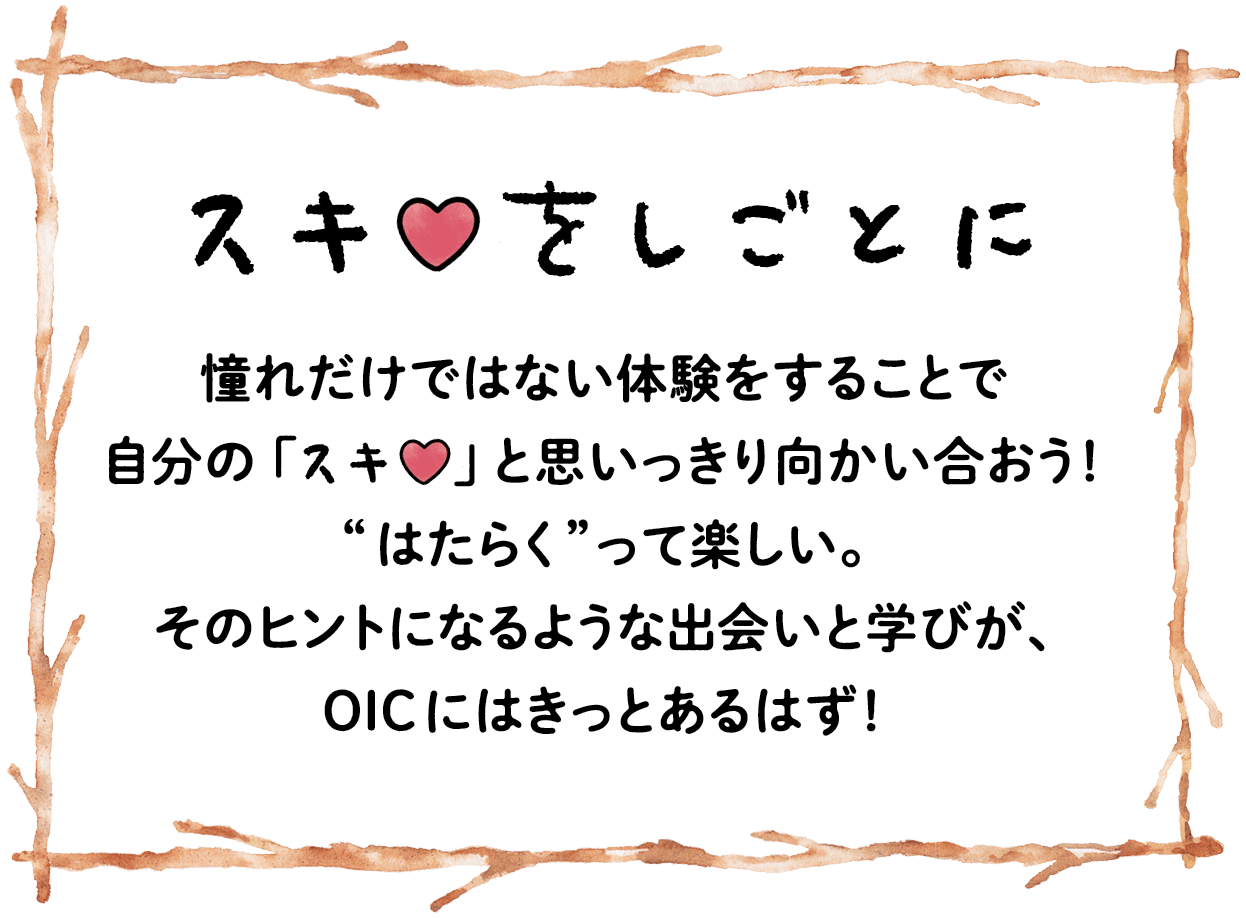 スキ❤をしごとに
憧れだけではない体験をすることで
自分の「スキ❤」と思いっきり向かい合おう！
“はたらく”って楽しい。
そのヒントになるような出会いと学びが、
OICにはきっとあるはず！